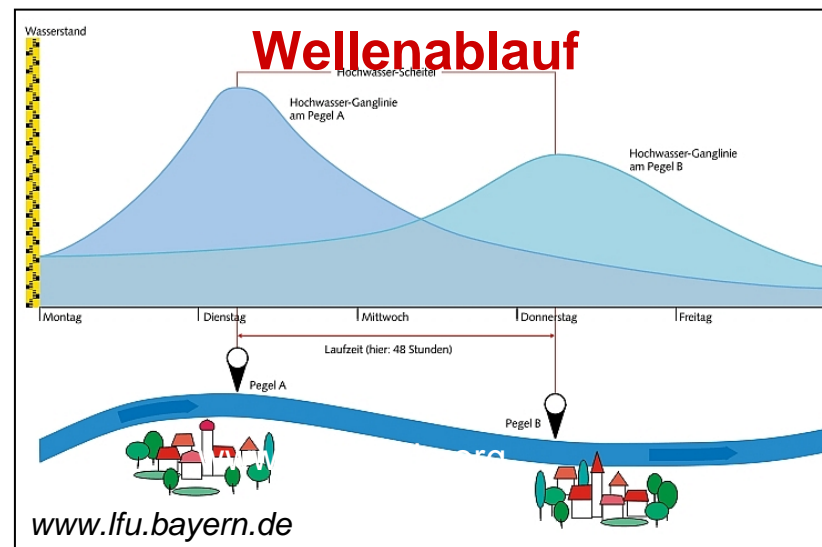 Wellenablauf
Wasserstand
Hochwasser-Scheitel
Hochwasser-Ganglinie
am Pegel A
Hochwasser-Ganglinie
am Pegel B
Montag
Dienstag
Mittwoch
Donnerstag
Freitag
Laufzeit (hier: 48 Stunden)
Pegel A
Pegel B
www.lfu.bayern.de